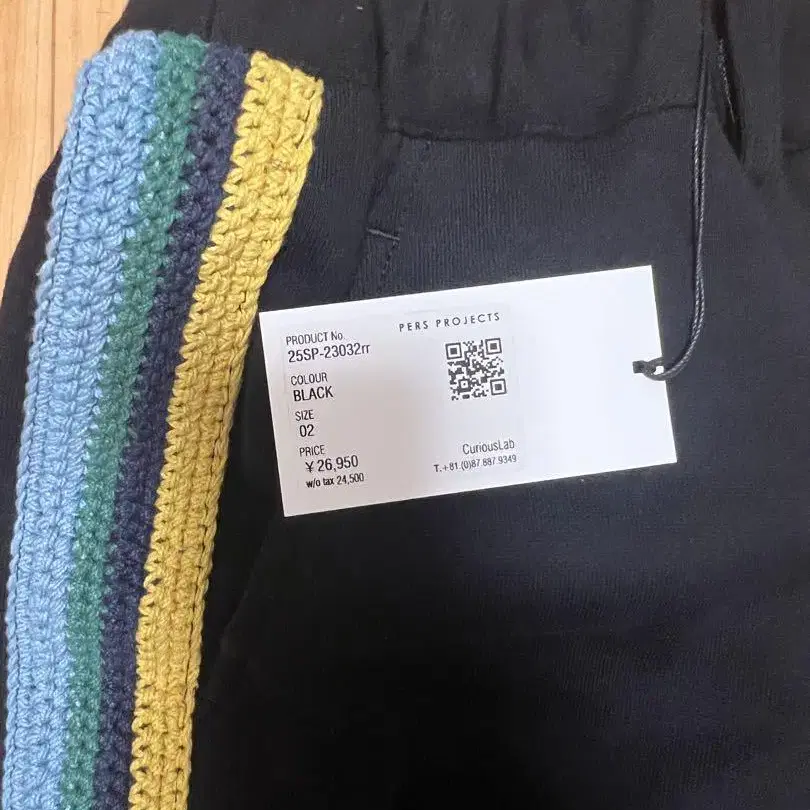 PERS PROJECTS
PRODUCT No.
25SP-23032rr
COLOUR
BLACK
SIZE
02
PRICE
¥26,950
w/o tax 24,500
CuriousLab
T.+81.(0)87.887.9349